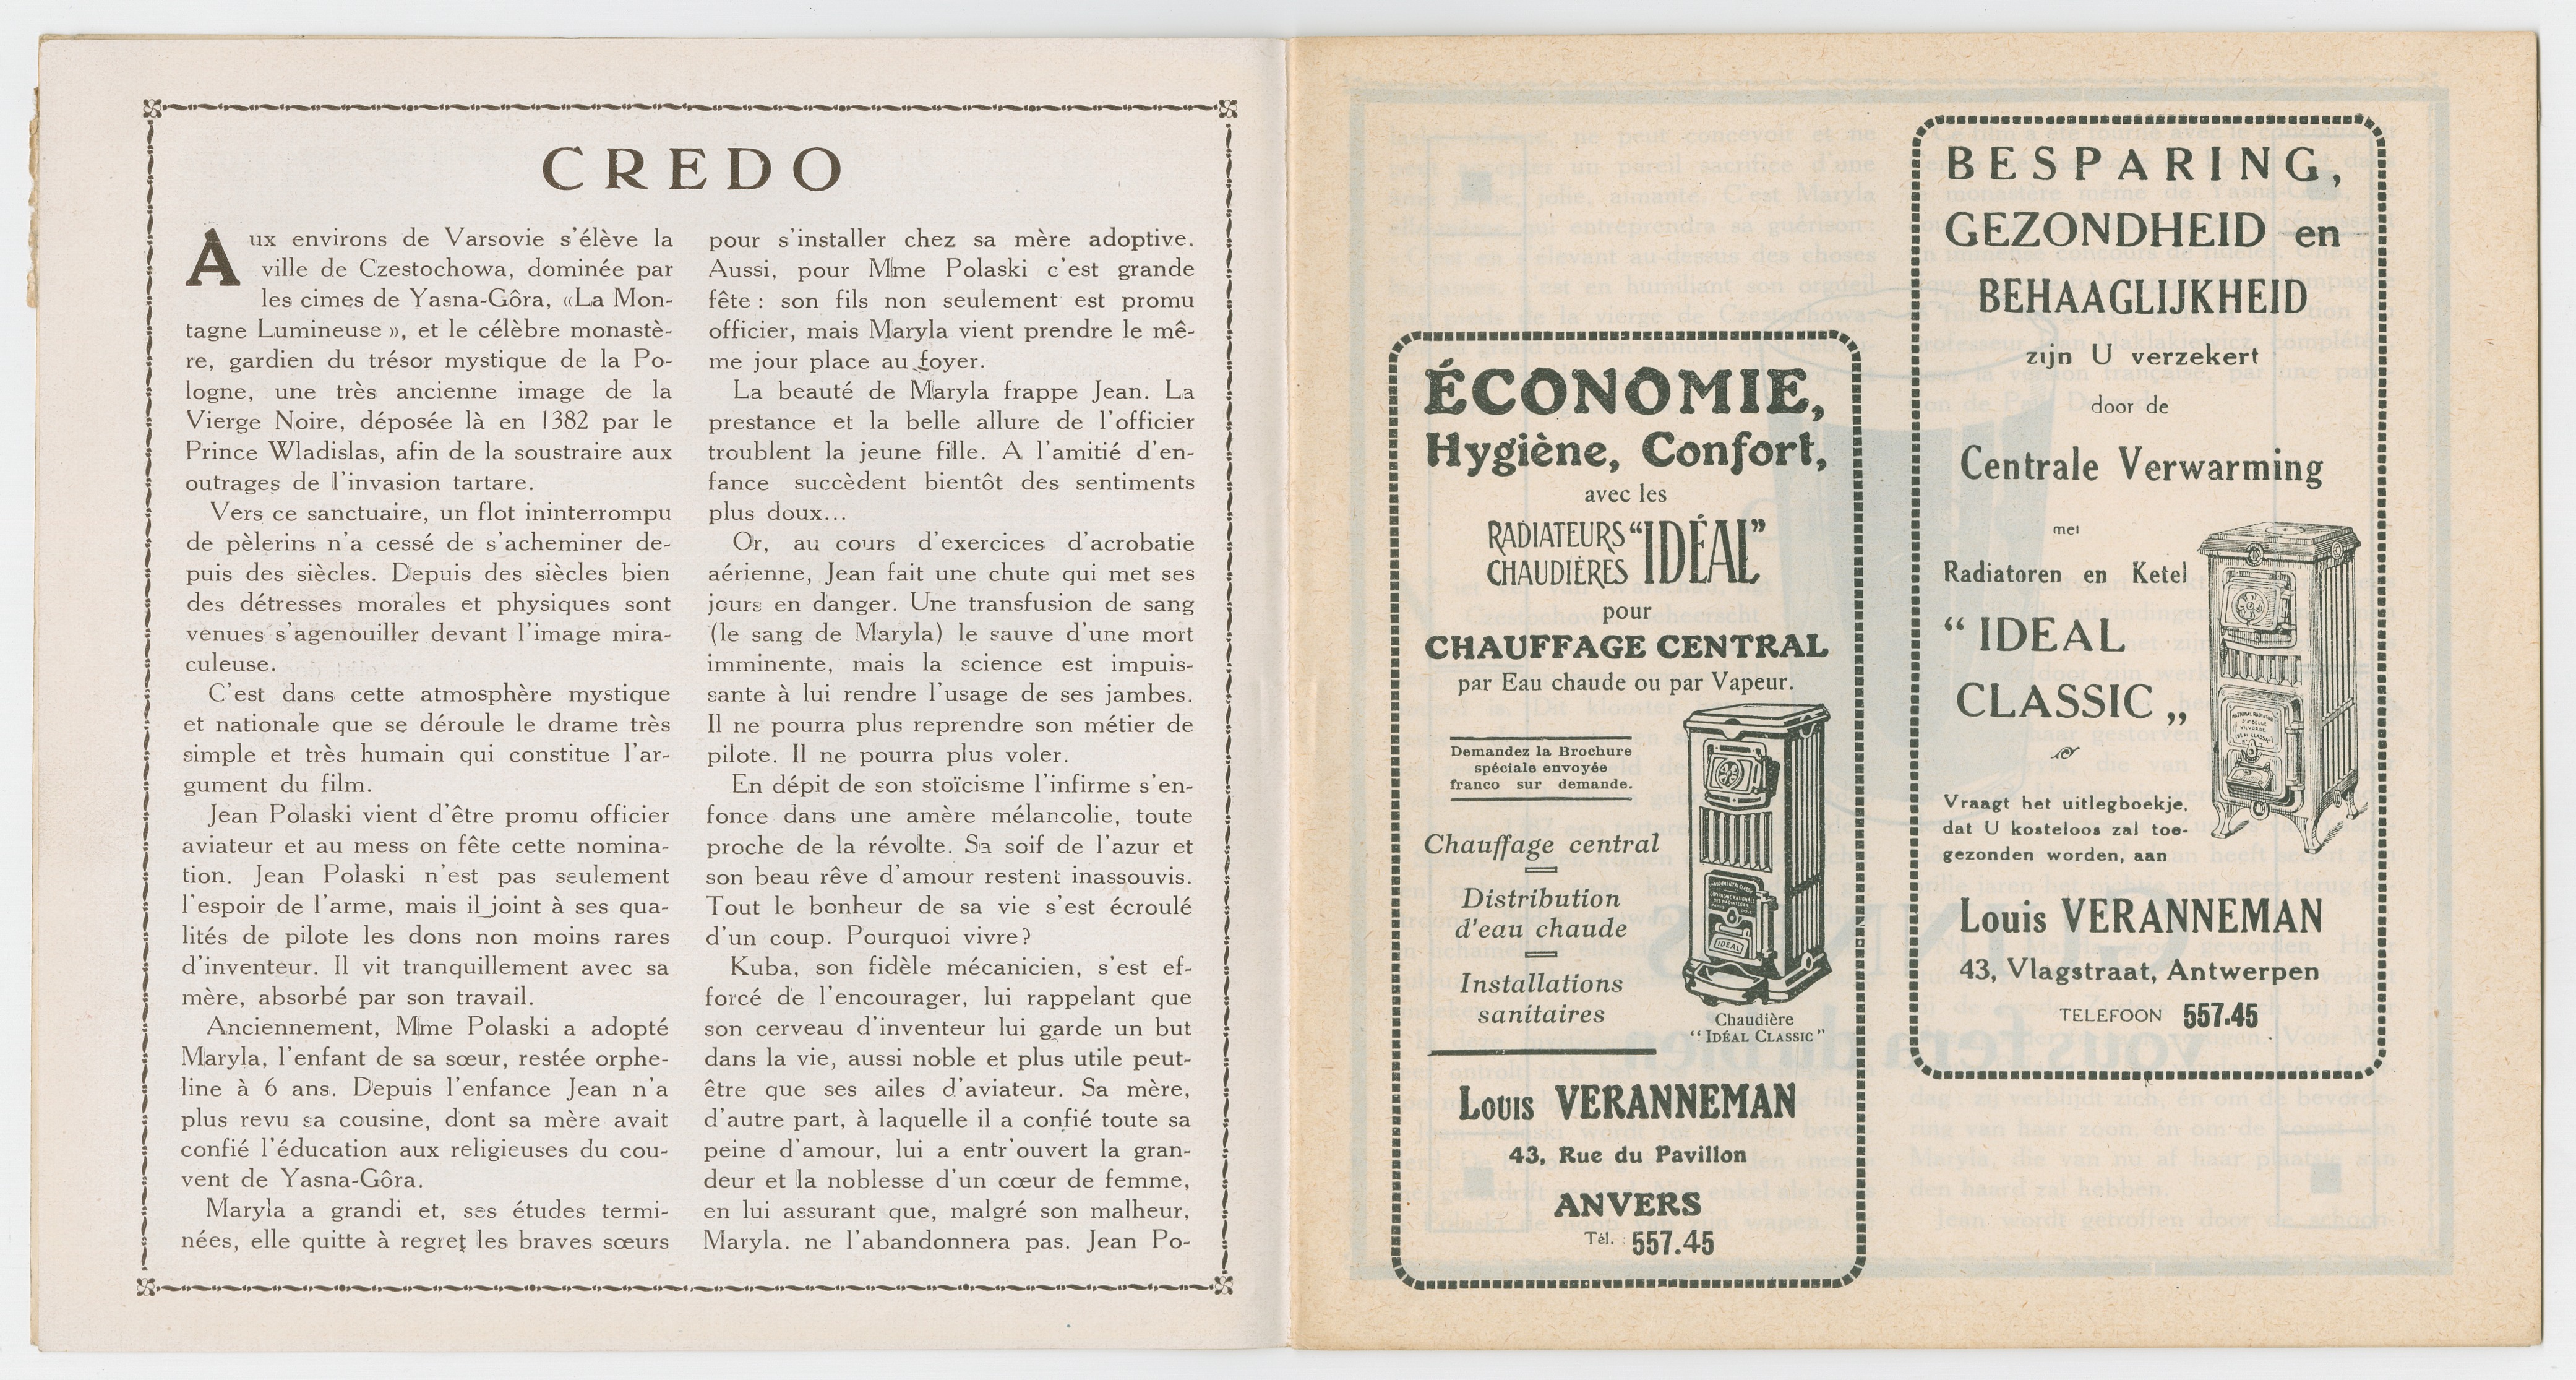 CREDO
Aux environs de Varsovie s'élève la
ville de Czestochowa, dominée par
les cimes de Yasna-Gôra, «La Mon-
tagne Lumineuse», et le célèbre monastè-
re, gardien du trésor mystique de la Po-
logne, une très ancienne image de la
Vierge Noire, déposée là en 1382 par le
Prince Wladislas, afin de la soustraire aux
outrages de l'invasion tartare.
Vers ce sanctuaire, un flot ininterrompu
de pèlerins n'a cessé de s'acheminer de-
puis des siècles. Depuis des siècles bien
des détresses morales et physiques sont
venues s'agenouiller devant l'image mira-
culeuse.
C'est dans cette atmosphère mystique
et nationale que se déroule le drame très
simple et très humain qui constitue l'ar-
gument du film.
Jean Polaski vient d'être promu officier
aviateur et au mess on fête cette nomina-
tion. Jean Polaski n'est pas seulement
l'espoir de l'arme, mais il joint à ses qua-
lités de pilote les dons non moins rares
d'inventeur. Il vit tranquillement avec sa
mère, absorbé par son travail.
Anciennement, Mme Polaski a adopté
Maryla, l'enfant de sa sœur, restée orphe-
line à 6 ans. Depuis l'enfance Jean n'a
plus revu sa cousine, dont sa mère avait
confié l'éducation aux religieuses du cou-
vent de Yasna-Gôra.
Maryla a grandi et, ses études termi-
nées, elle quitte à regret les braves sœurs
pour s'installer chez sa mère adoptive.
Aussi, pour Mme Polaski c'est grande
fête : son fils non seulement est promu
officier, mais Maryla vient prendre le mê-
me jour place au foyer.
La beauté de Maryla frappe Jean. La
prestance et la belle allure de l'officier
troublent la jeune fille. A l'amitié d'en-
fance succèdent bientôt des sentiments
plus doux...
Or, au cours d'exercices d'acrobatie
aérienne, Jean fait une chute qui met ses
jours en danger. Une transfusion de sang
(le sang de Maryla) le sauve d'une mort
imminente, mais la science est impuis-
sante à lui rendre l'usage de ses jambes.
Il ne pourra plus reprendre son métier de
pilote. Il ne pourra plus voler.
En dépit de son stoïcisme l'infirme s'en-
fonce dans une amère mélancolie, toute
proche de la révolte. Sa soif de l'azur et
son beau rêve d'amour restent inassouvis.
Tout le bonheur de sa vie s'est écroulé
d'un coup. Pourquoi vivre?
Kuba, son fidèle mécanicien, s'est ef-
forcé de l'encourager, lui rappelant que
son cerveau d'inventeur lui garde un but
dans la vie, aussi noble et plus utile peut-
être que ses ailes d'aviateur. Sa mère,
d'autre part, à laquelle il a confié toute sa
peine d'amour, lui a entr'ouvert la gran-
deur et la noblesse d'un cœur de femme,
en lui assurant que, malgré son malheur,
Maryla. ne l'abandonnera pas. Jean Po-
ÉCONOMIE,
Hygiène, Confort,
avec les
RADIATEURS "IDÉAL"
CHAUDIÈRES
pour
CHAUFFAGE CENTRAL
par Eau chaude ou par Vapeur.
Demandez la Brochure
spéciale envoyée
franco sur demande.
Chauffage central
Distribution
d'eau chaude
Installations
sanitaires
IDEAL
Chaudière
"IDÉAL CLASSIC"
Louis VERANNEMAN
43, Rue du Pavillon
ANVERS
Tél. : 557.45
BESPARING,
GEZONDHEID en
BEHAAGLIJKHEID
zijn U verzekert
door de
Centrale Verwarming
met
Radiatoren en Ketel
"IDEAL
CLASSIC„
Vraagt het uitlegboekje,
dat U kosteloos zal toe-
gezonden worden, aan
Louis VERANNEMAN
43, Vlagstraat, Antwerpen
TELEFOON 557.45